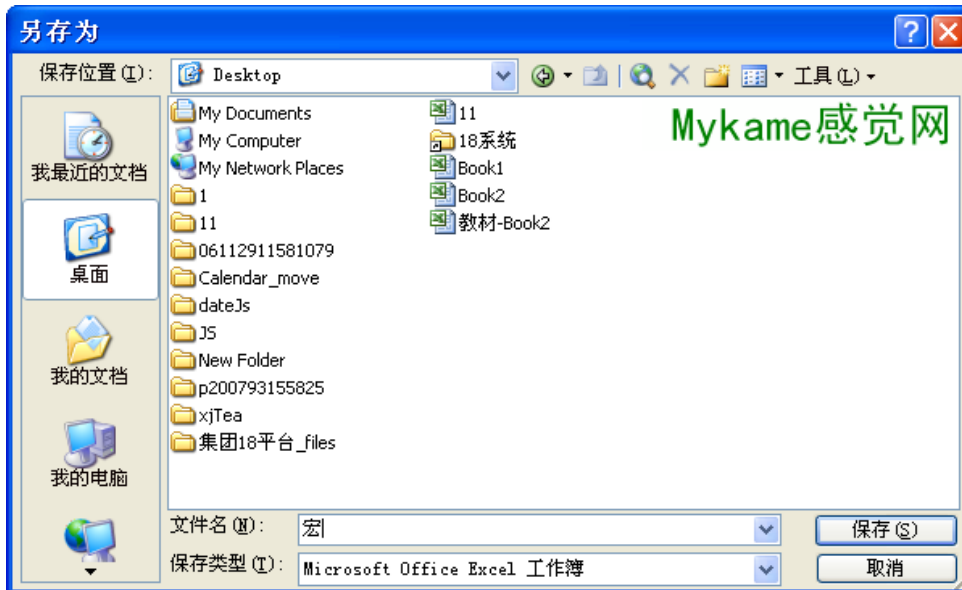 另存为
保存位置(I):
Desktop
工具(L)
我最近的文档
桌面
我的文档
我的电脑
My Documents
My Computer
My Network Places
1
11
06112911581079
Calendar_move
dateJs
JS
New Folder
p200793155825
xjTea
集团18平台_files
11
18系统
Book1
Book2
教材-Book2
Mykame感觉网
文件名(N):
宏
保存(S)
保存类型(T):
Microsoft Office Excel 工作簿
取消